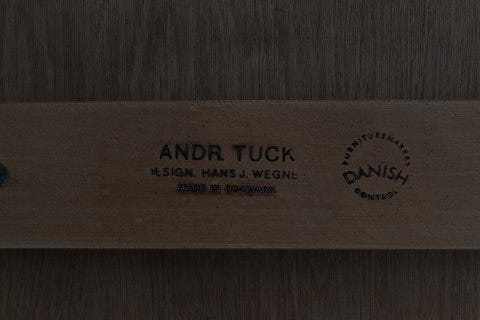 ANDR. TUCK
DESIGN. HANS J. WEGNE
MADE IN DENMARK
FURNITUREMAKERS
DANISH
CONTROL